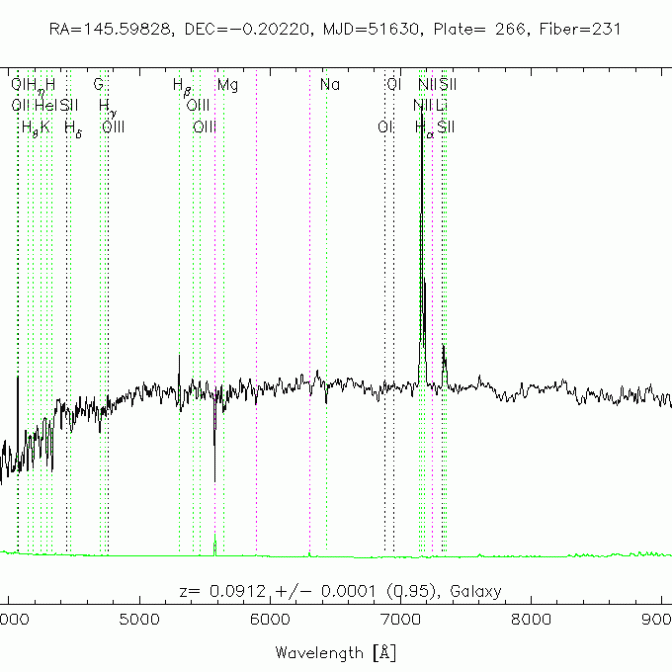 RA=145.59828, DEC=−0.20220, MJD=51630, Plate= 266, Fiber=231
OII Hη H G Hβ Mg Na OI NII SII
OII HeI SII Hγ OIII NII Li
Hθ K Hδ OIII OIII OI Hα SII
z= 0.0912 +/− 0.0001 (0.95), Galaxy
000 5000 6000 7000 8000 900
Wavelength [Å]